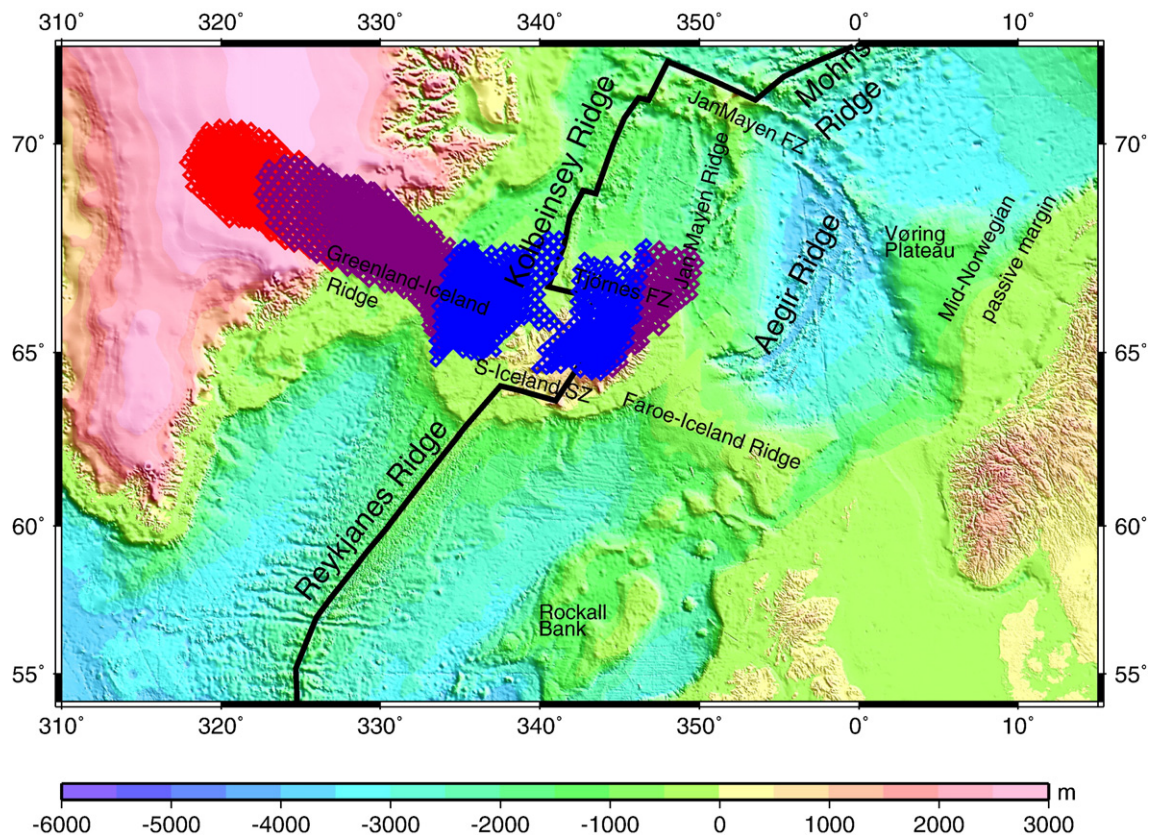 310˚ 320˚ 330˚ 340˚ 350˚ 0˚ 10˚
Mohns
Ridge
JanMayen FZ
Kolbeinsey Ridge
70˚ 70˚
Jan Mayen Ridge
Aegir Ridge
Vøring
Plateau
Mid-Norwegian
passive margin
Greenland-Iceland
Ridge
Tjörnes FZ
65˚ 65˚
S-Iceland SZ
Faroe-Iceland Ridge
Reykjanes Ridge
60˚ 60˚
Rockall
Bank
55˚ 55˚
310˚ 320˚ 330˚ 340˚ 350˚ 0˚ 10˚
m
-6000 -5000 -4000 -3000 -2000 -1000 0 1000 2000 3000